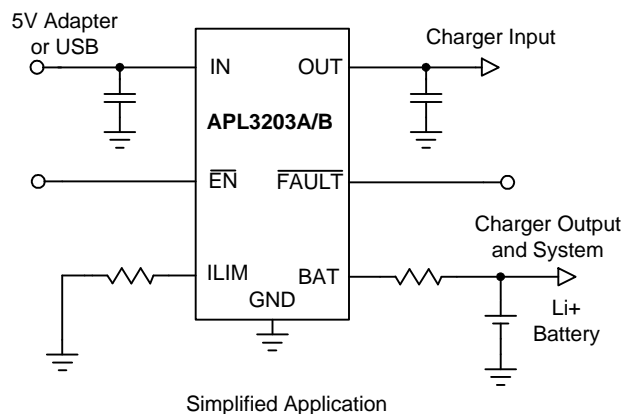 5V Adapter
or USB
Charger Input
IN
OUT
APL3203A/B
EN
FAULT
Charger Output
and System
ILIM
BAT
GND
Li+
Battery
Simplified Application